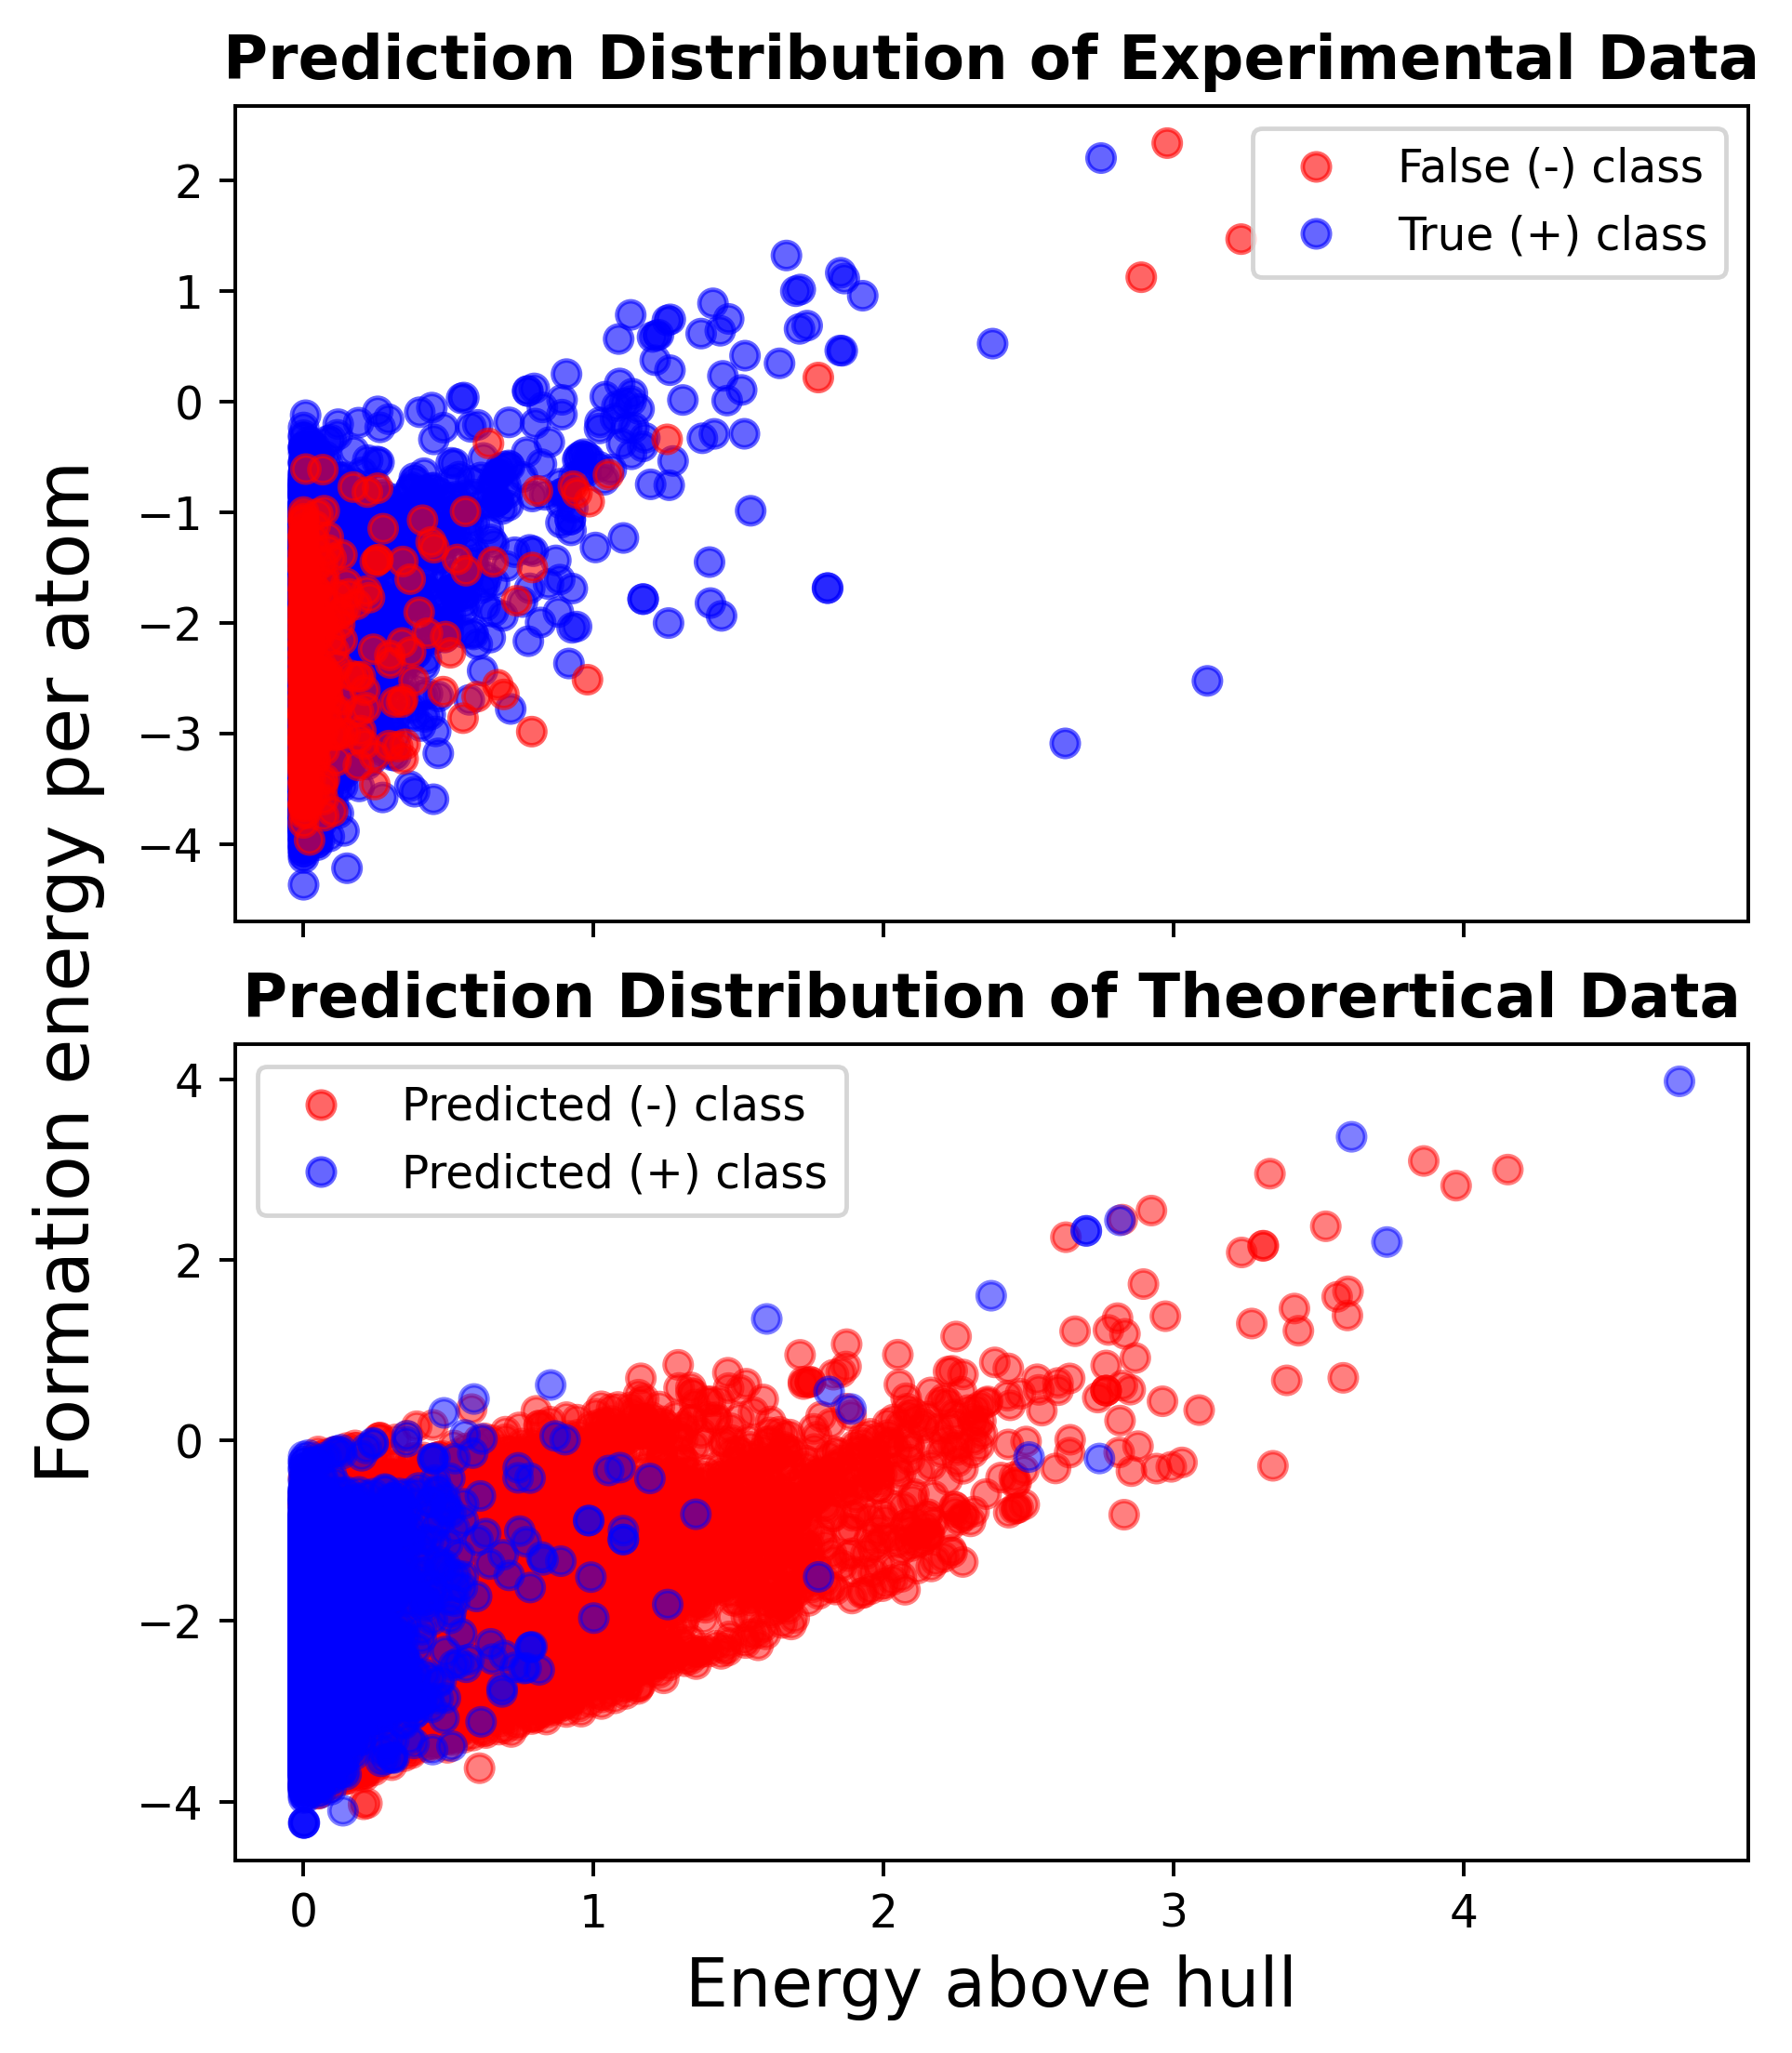 Prediction Distribution of Experimental Data
False (-) class
True (+) class
2
1
0
−1
−2
−3
−4
Formation energy per atom
Prediction Distribution of Theorertical Data
Predicted (-) class
Predicted (+) class
4
2
0
−2
−4
0 1 2 3 4
Energy above hull